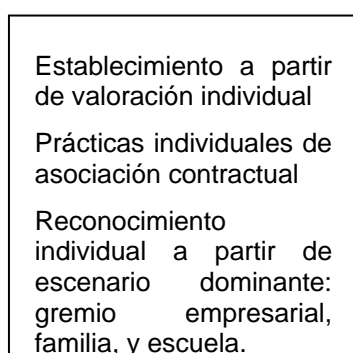 Establecimiento a partir
de valoración individual
Prácticas individuales de
asociación contractual
Reconocimiento
individual a partir de
escenario dominante:
gremio empresarial,
familia, y escuela.